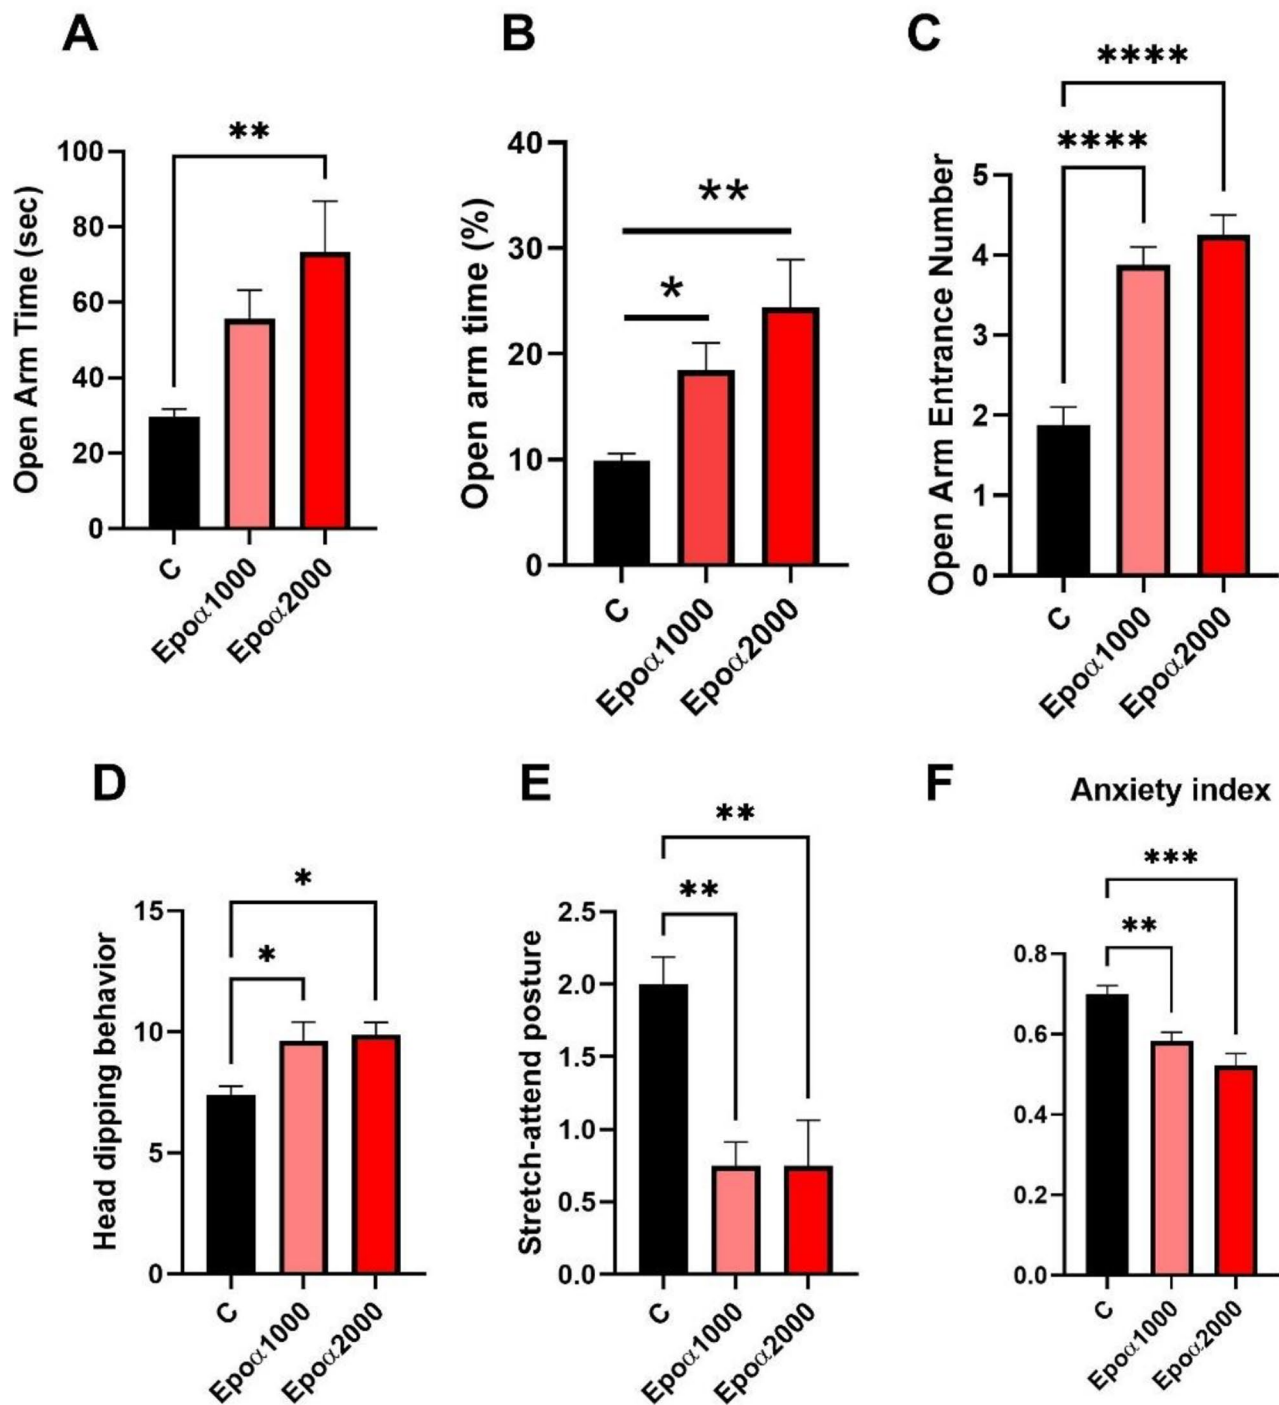 A
**
Open Arm Time (sec)
100
80
60
40
20
0
C
Epoα1000
Epoα2000
B
**
*
Open arm time (%)
40
30
20
10
0
C
Epoα1000
Epoα2000
C
****
****
Open Arm Entrance Number
5
4
3
2
1
0
C
Epoα1000
Epoα2000
D
*
*
Head dipping behavior
15
10
5
0
C
Epoα1000
Epoα2000
E
**
**
Stretch-attend posture
2.5
2.0
1.5
1.0
0.5
0.0
C
Epoα1000
Epoα2000
F
Anxiety index
***
**
0.8
0.6
0.4
0.2
0.0
C
Epoα1000
Epoα2000